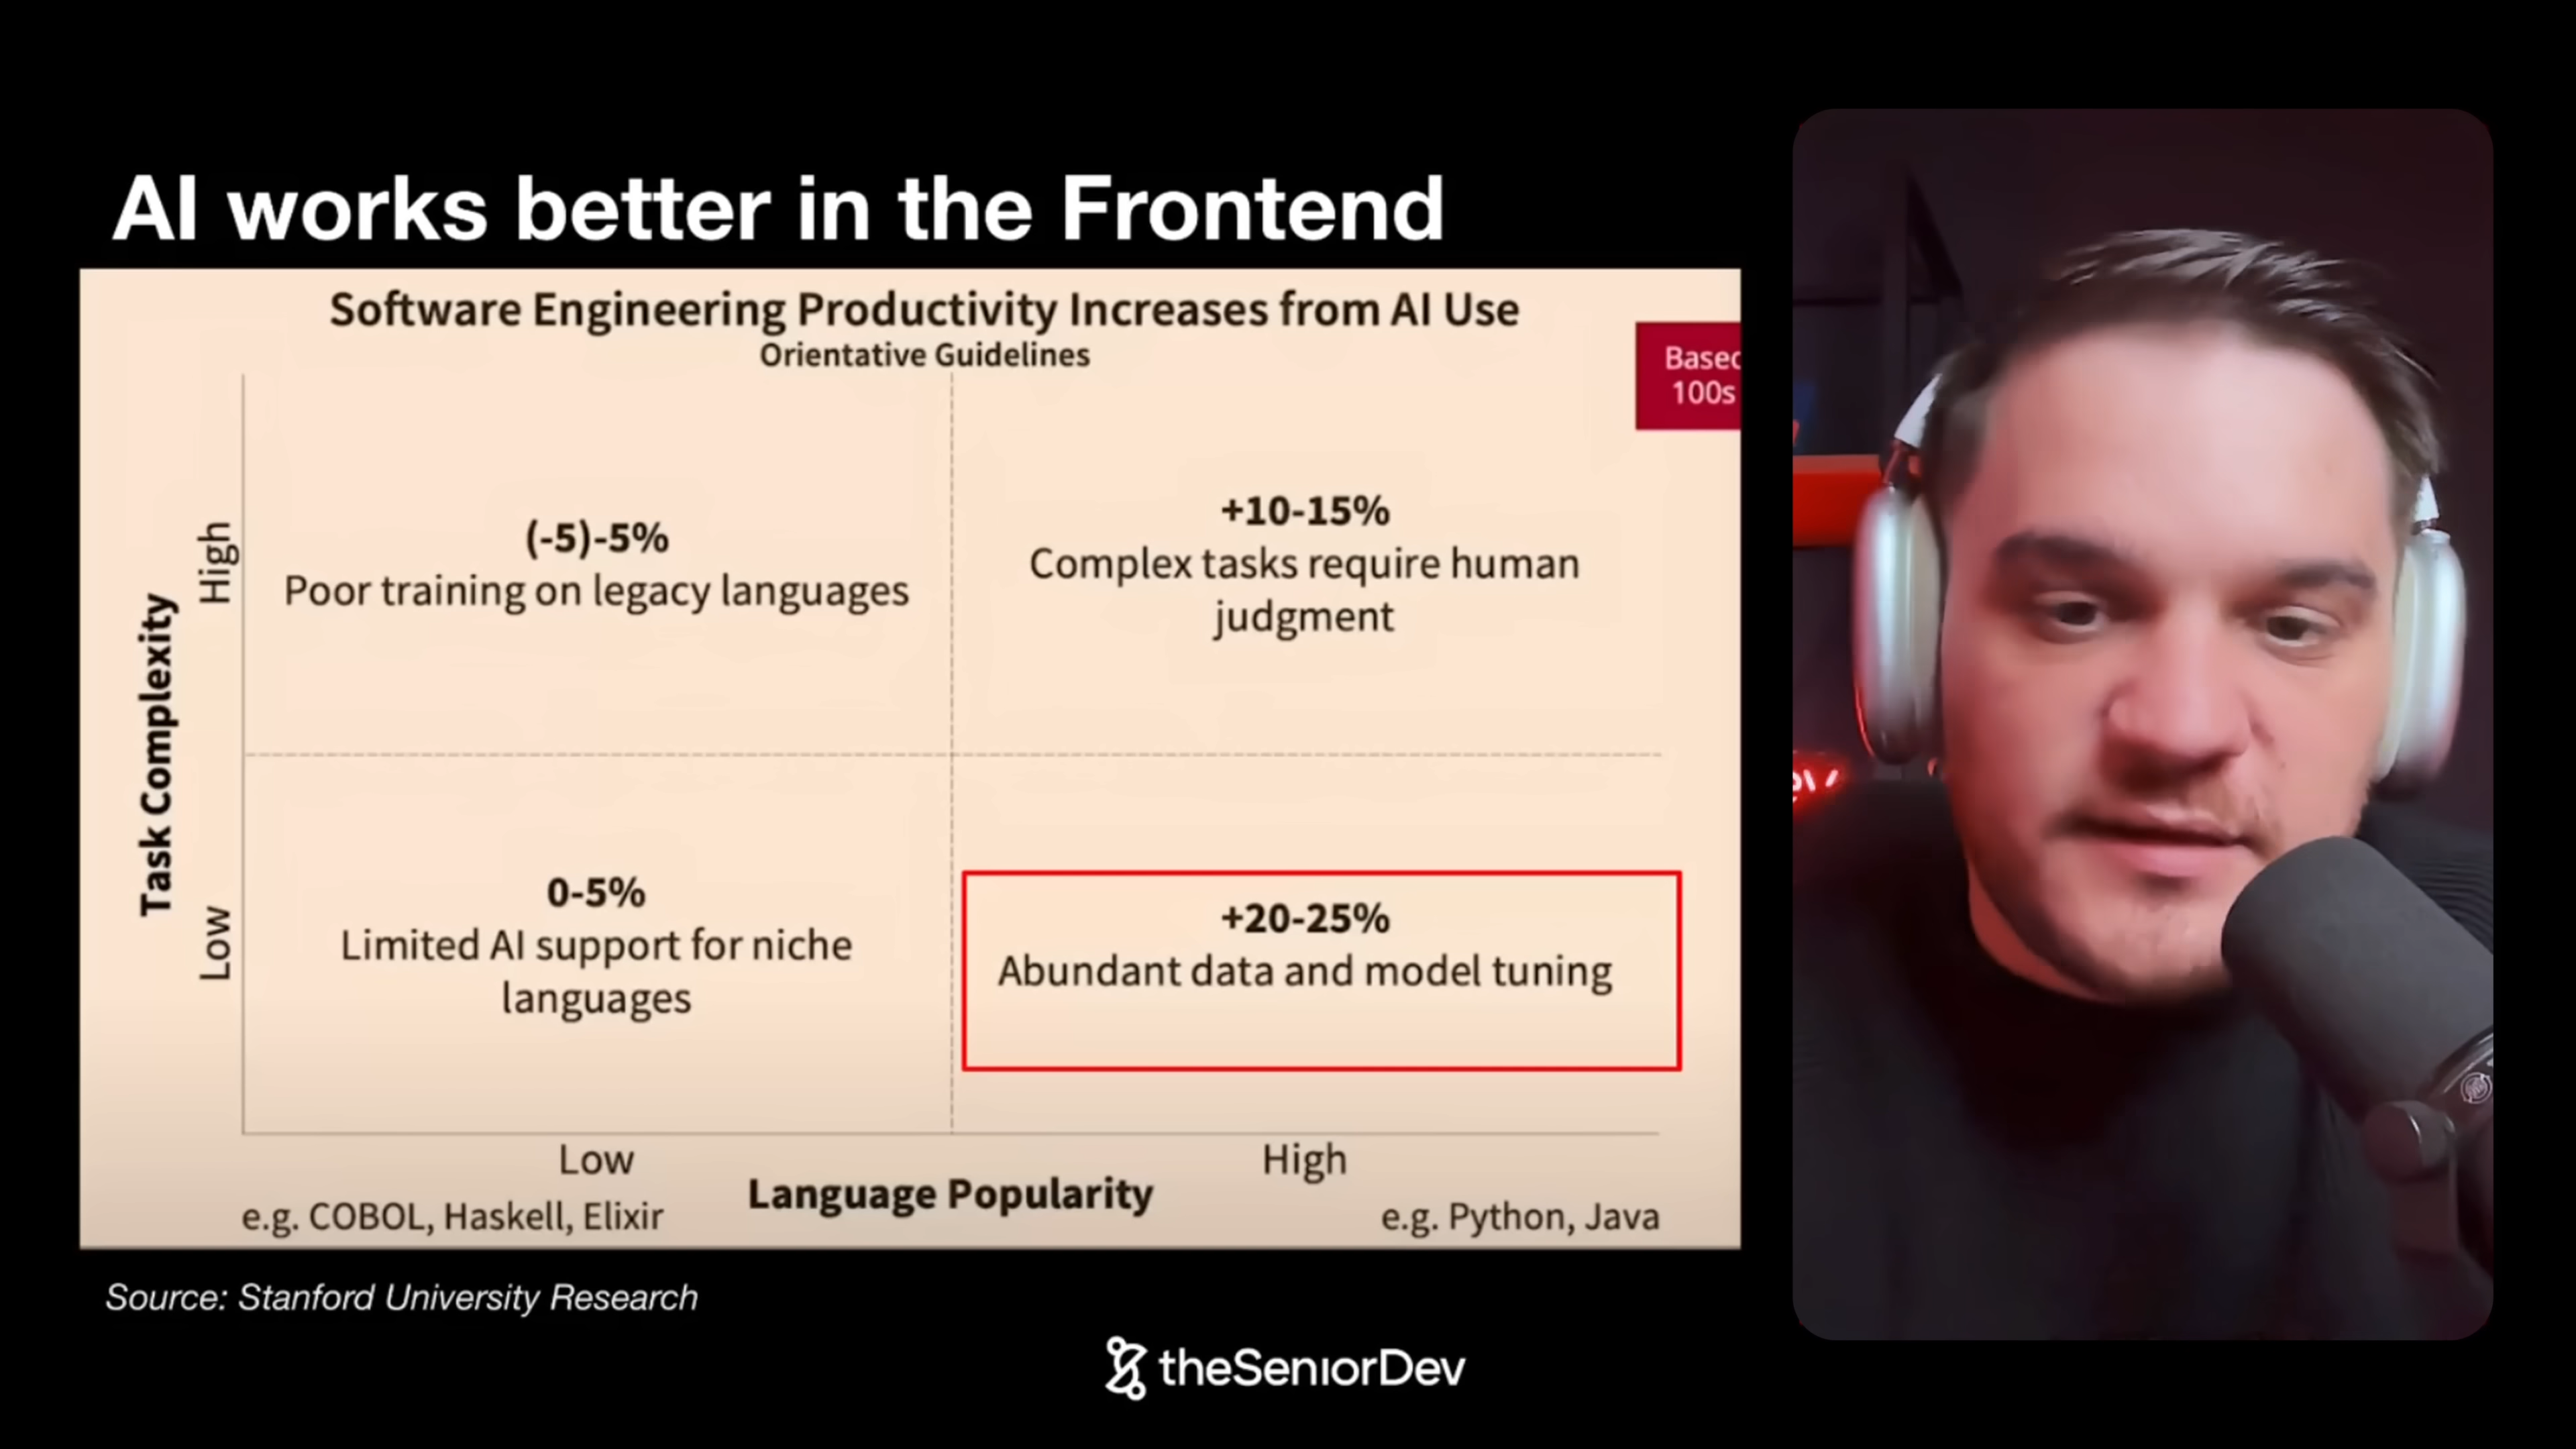 AI works better in the Frontend
Software Engineering Productivity Increases from AI Use
Orientative Guidelines
100s
Task Complexity
High
Low
(-5)-5%
Poor training on legacy languages
+10-15%
Complex tasks require human
judgment
0-5%
Limited AI support for niche
languages
+20-25%
Abundant data and model tuning
Low
High
Language Popularity
e.g. COBOL, Haskell, Elixir
e.g. Python, Java
Source: Stanford University Research
theSeniorDev